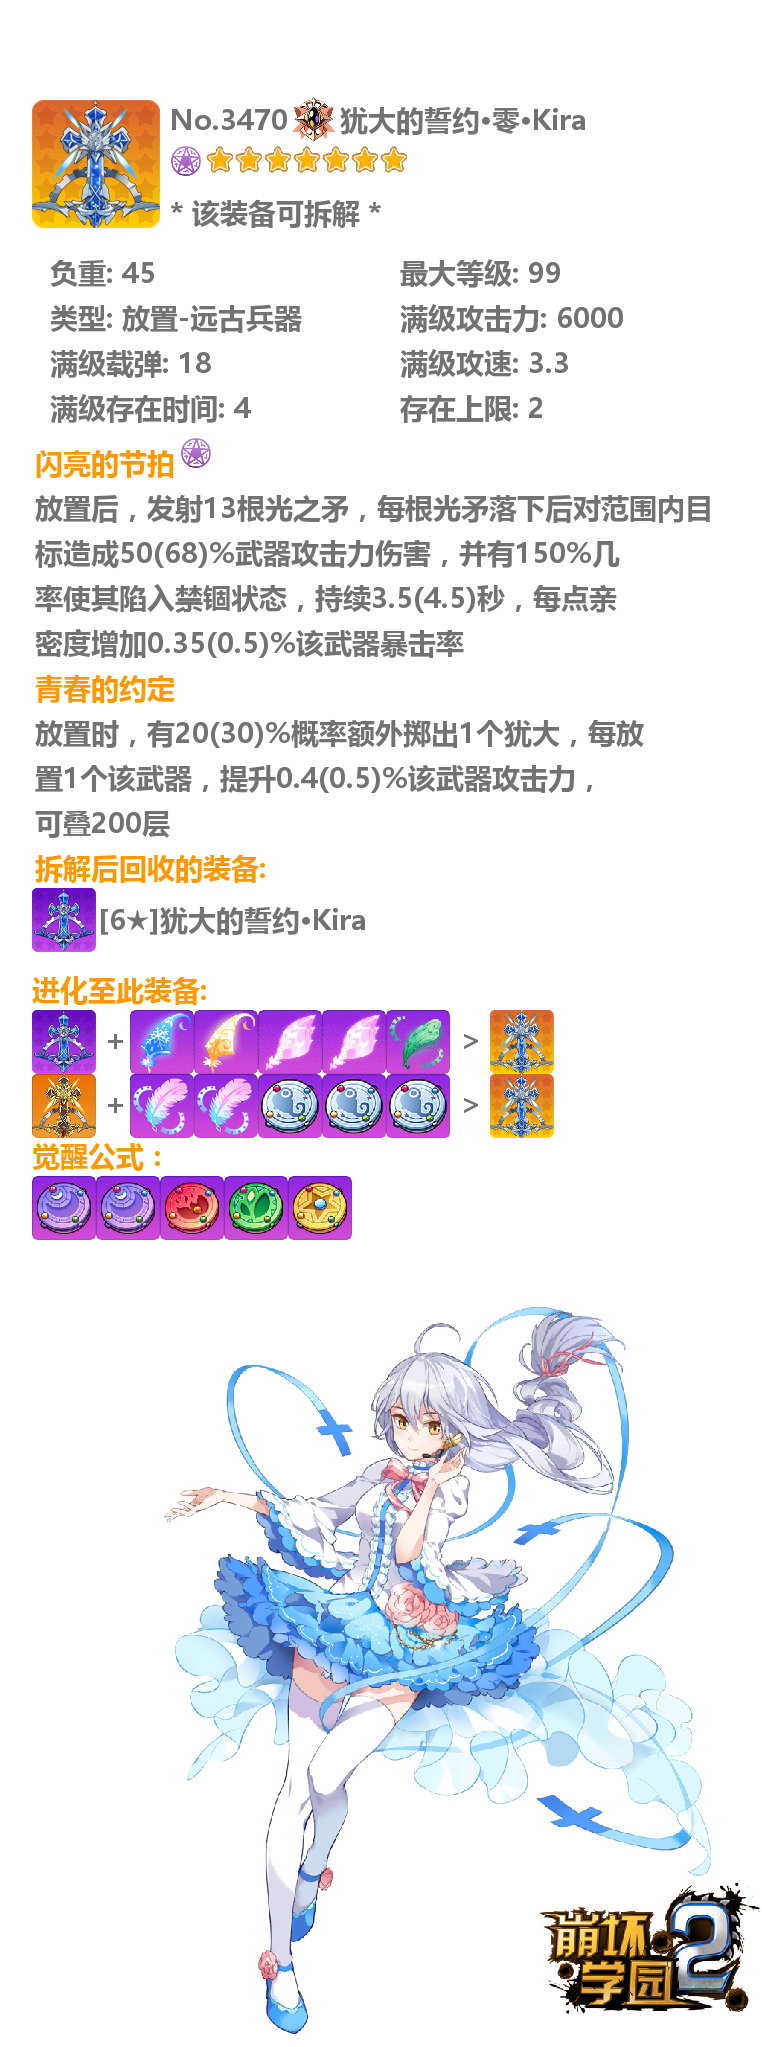 No.3470 犹大的誓约•零•Kira
* 该装备可拆解 *
负重: 45
最大等级: 99
类型: 放置-远古兵器
满级攻击力: 6000
满级载弹: 18
满级攻速: 3.3
满级存在时间: 4
存在上限: 2
闪亮的节拍
放置后，发射13根光之矛，每根光矛落下后对范围内目
标造成50(68)%武器攻击力伤害，并有150%几
率使其陷入禁锢状态，持续3.5(4.5)秒，每点亲
密度增加0.35(0.5)%该武器暴击率
青春的约定
放置时，有20(30)%概率额外掷出1个犹大，每放
置1个该武器，提升0.4(0.5)%该武器攻击力，
可叠200层
拆解后回收的装备:
[6★]犹大的誓约•Kira
进化至此装备:
+ >
+ >
觉醒公式：
崩坏
学园2